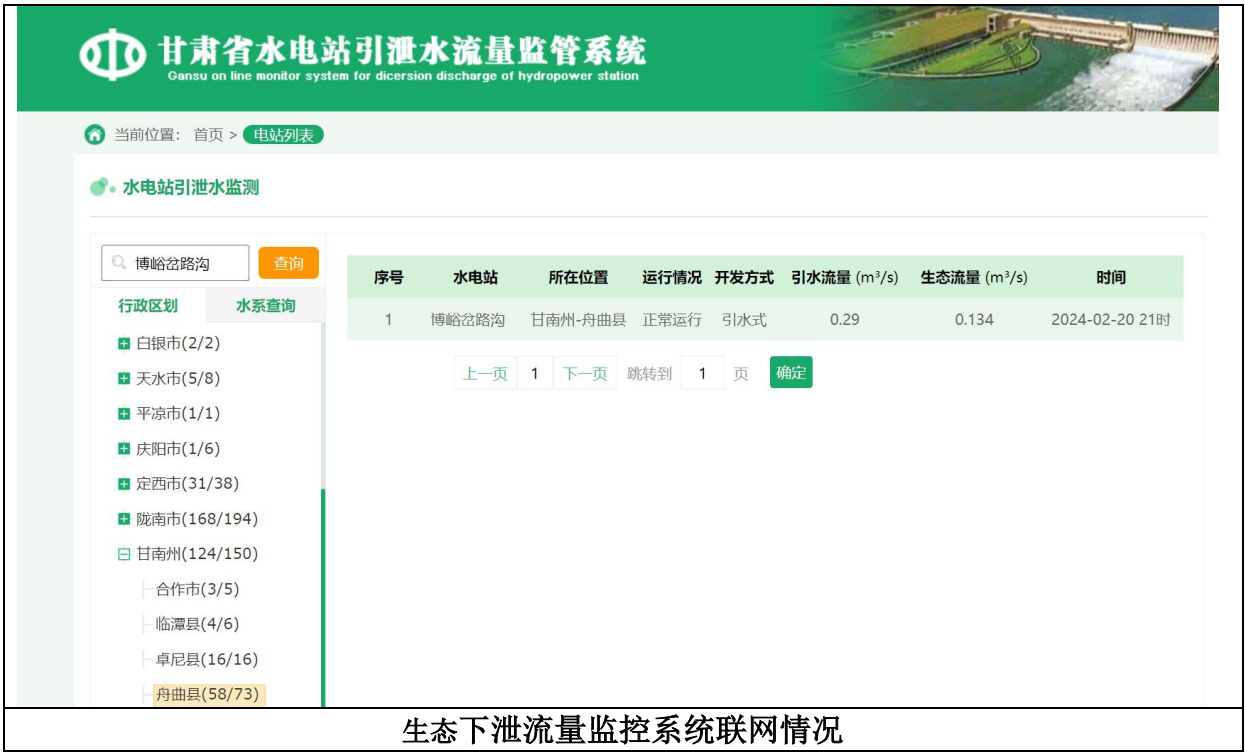 甘肃省水电站引泄水流量监管系统
Gansu on line monitor system for dicersion discharge of hydropower station
当前位置： 首页 > 电站列表
水电站引泄水监测
博峪岔路沟 查询
行政区划 水系查询
白银市(2/2)
天水市(5/8)
平凉市(1/1)
庆阳市(1/6)
定西市(31/38)
陇南市(168/194)
甘南州(124/150)
合作市(3/5)
临潭县(4/6)
卓尼县(16/16)
舟曲县(58/73)
序号 水电站 所在位置 运行情况 开发方式 引水流量 (m³/s) 生态流量 (m³/s) 时间
1 博峪岔路沟 甘南州-舟曲县 正常运行 引水式 0.29 0.134 2024-02-20 21时
上一页 1 下一页 跳转到 1 页 确定
生态下泄流量监控系统联网情况